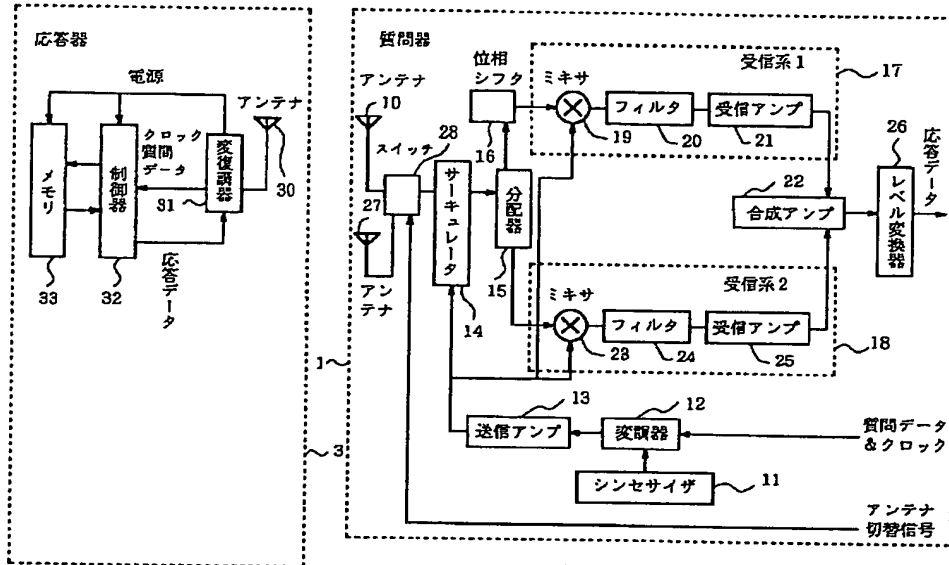 応答器
電源
アンテナ
30
メモリ
33
制御器
32
クロック
質問
データ
変復調器
31
応答データ
3
1
質問器
アンテナ
10
スイッチ
28
27
アンテナ
サーキュレータ
14
位相
シフタ
16
分配器
15
受信系1
17
ミキサ
19
フィルタ
20
受信アンプ
21
22
合成アンプ
26
レベル変換器
応答データ
受信系2
18
ミキサ
23
フィルタ
24
受信アンプ
25
13
送信アンプ
12
変調器
質問データ
&クロック
シンセサイザ
11
アンテナ
切替信号